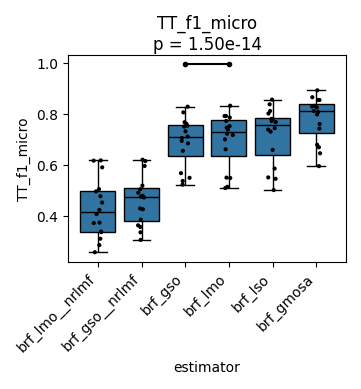 TT_f1_micro
p = 1.50e-14
TT_f1_micro
1.0
0.8
0.6
0.4
brf_lmo__nrlmf
brf_gso__nrlmf
brf_gso
brf_lmo
brf_lso
brf_gmosa
estimator